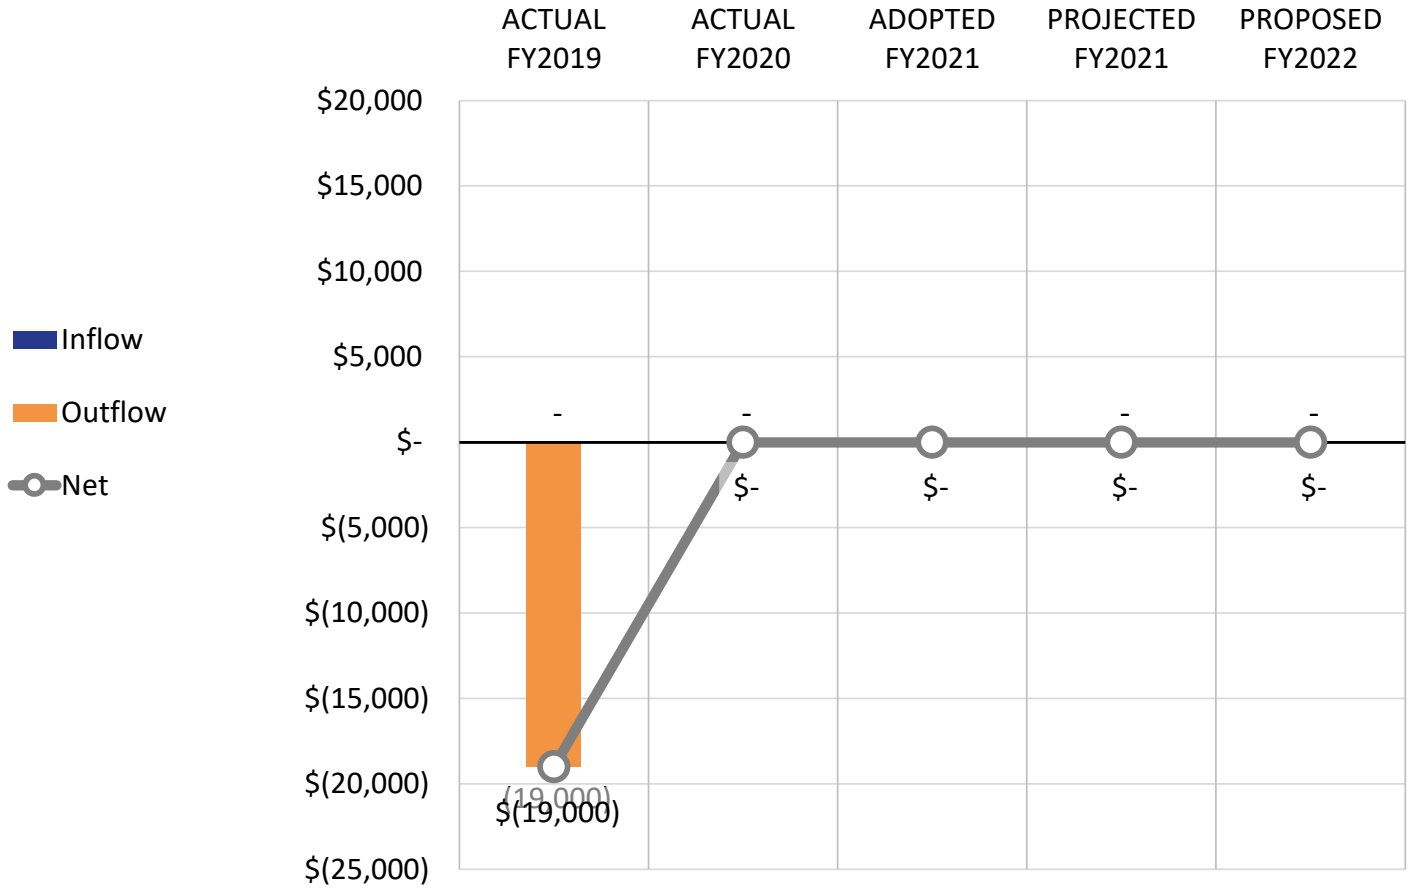 ACTUAL ACTUAL ADOPTED PROJECTED PROPOSED
FY2019 FY2020 FY2021 FY2021 FY2022
$20,000
$15,000
$10,000
Inflow
$5,000
Outflow
- - - -
$-
Net
$- $- $- $-
$(5,000)
$(10,000)
$(15,000)
$(20,000)
(19,000)
$(19,000)
$(25,000)